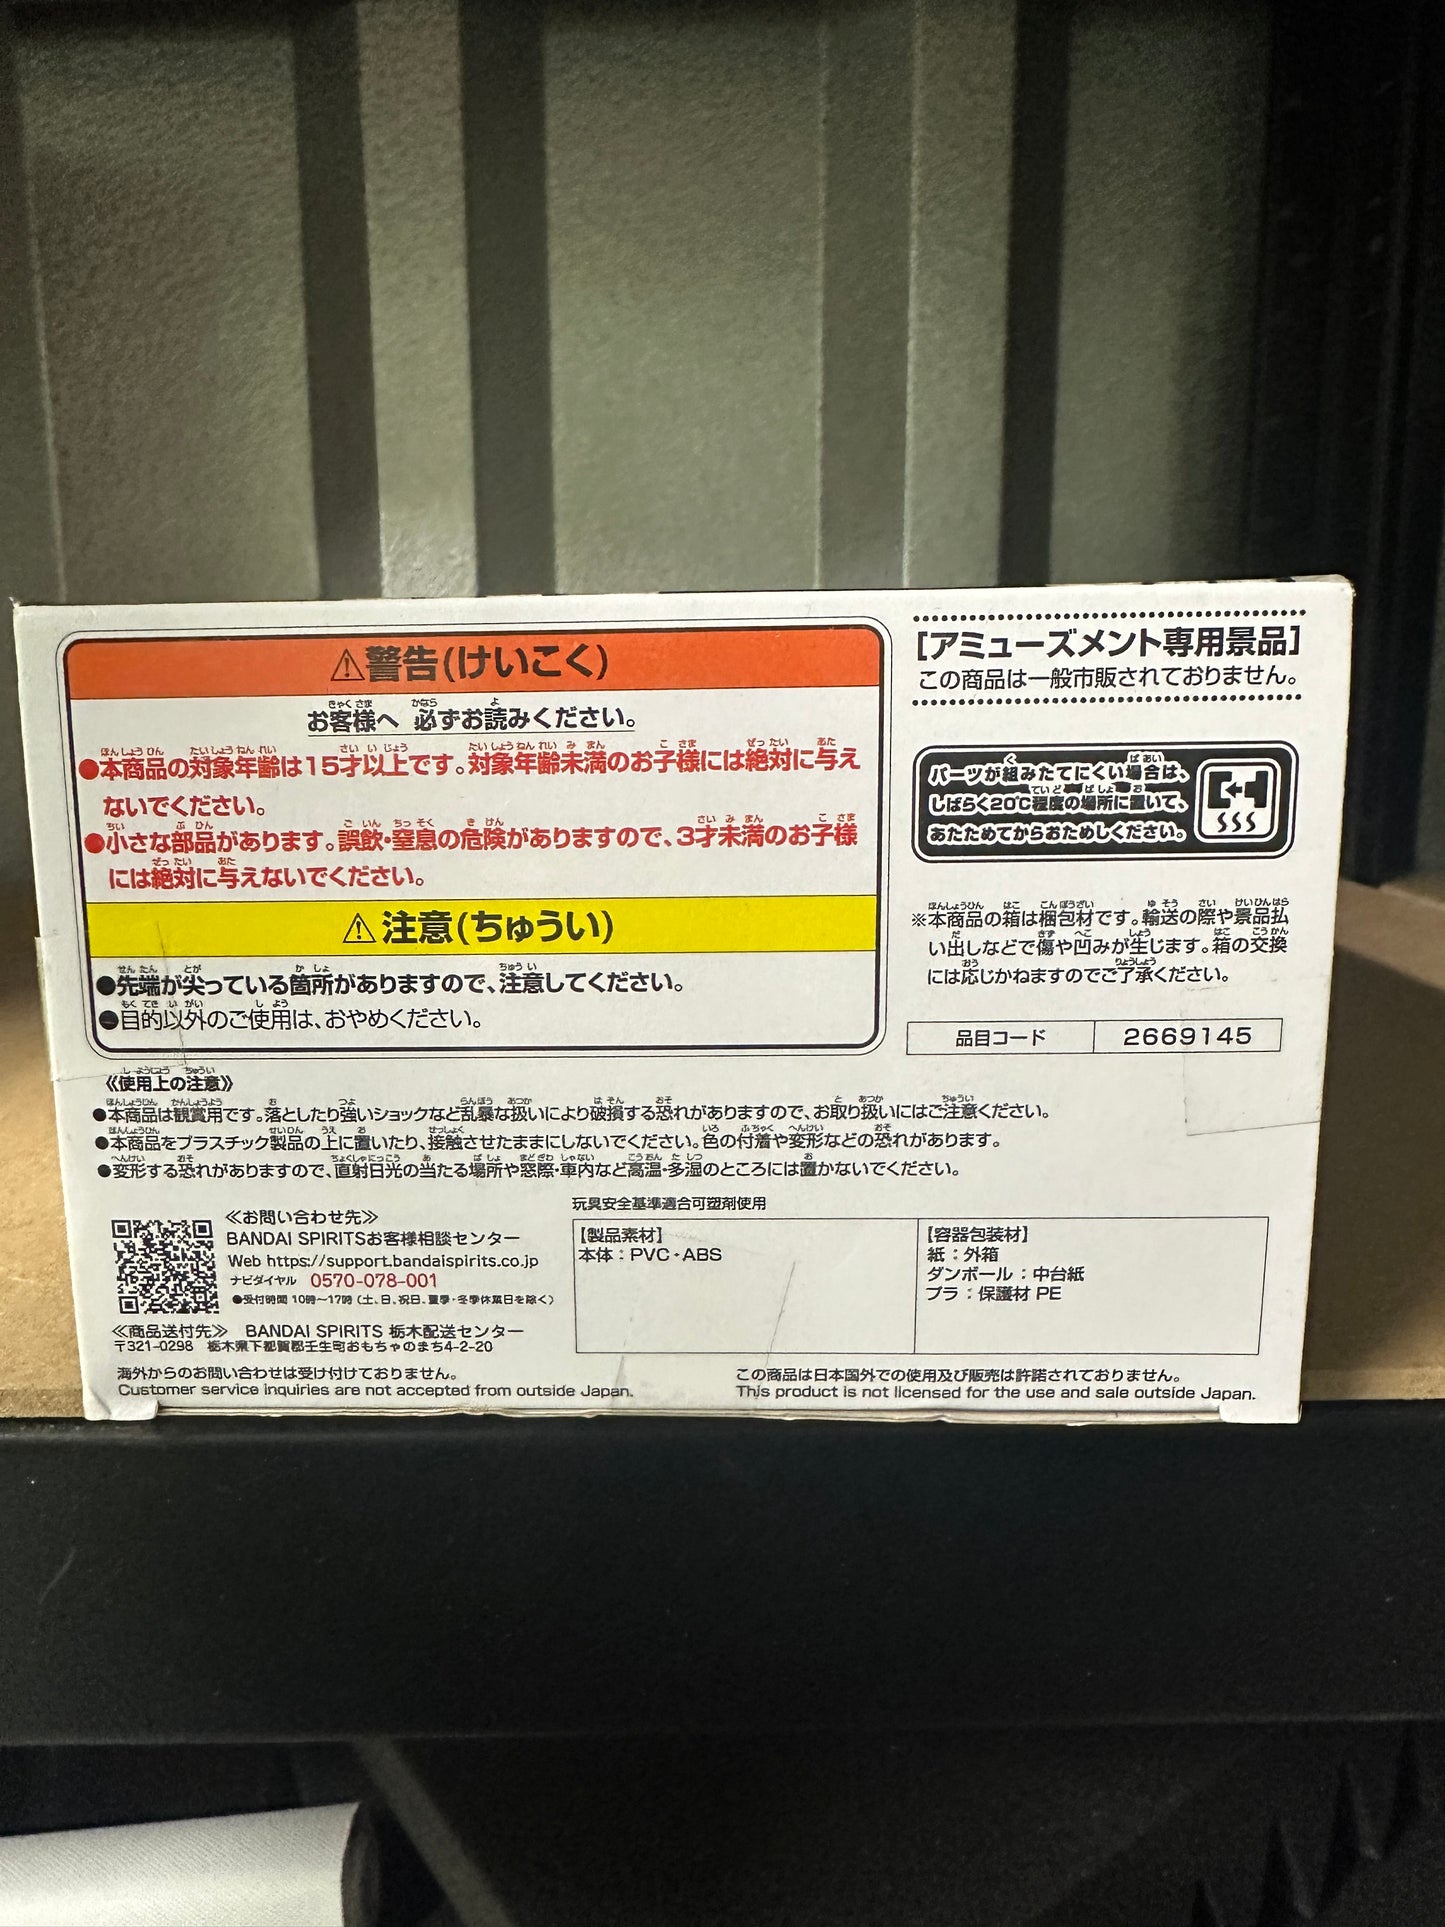 ⚠警告(けいこく)
お客様へ 必ずお読みください。
●本商品の対象年齢は15才以上です。対象年齢未満のお子様には絶対に与え
ないでください。
●小さな部品があります。誤飲・窒息の危険がありますので、3才未満のお子様
には絶対に与えないでください。
⚠注意(ちゅうい)
●先端が尖っている箇所がありますので、注意してください。
●目的以外のご使用は、おやめください。
[アミューズメント専用景品]
この商品は一般市販されておりません。
パーツが組みたてにくい場合は、
しばらく20℃程度の場所に置いて、
あたためてからおためしください。
※本商品の箱は梱包材です。輸送の際や景品払
い出しなどで傷や凹みが生じます。箱の交換
には応じかねますのでご了承ください。
品目コード 2669145
≪使用上の注意≫
●本商品は観賞用です。落としたり強いショックなど乱暴な扱いにより破損する恐れがありますので、お取り扱いにはご注意ください。
●本商品をプラスチック製品の上に置いたり、接触させたままにしないでください。色の付着や変形などの恐れがあります。
●変形する恐れがありますので、直射日光の当たる場所や窓際・車内など高温・多湿のところには置かないでください。
≪お問い合わせ先≫
BANDAI SPIRITSお客様相談センター
Web https://support.bandaispirits.co.jp
ナビダイヤル 0570-078-001
●受付時間 10時〜17時 (土、日、祝日、夏季・冬季休業日を除く)
≪商品送付先≫ BANDAI SPIRITS 栃木配送センター
〒321-0298 栃木県下都賀郡壬生町おもちゃのまち4-2-20
玩具安全基準適合可塑剤使用
【製品素材】
本体：PVC・ABS
【容器包装材】
紙：外箱
ダンボール：中台紙
プラ：保護材 PE
海外からのお問い合わせは受け付けておりません。
Customer service inquiries are not accepted from outside Japan.
この商品は日本国外での使用及び販売は許諾されておりません。
This product is not licensed for the use and sale outside Japan.